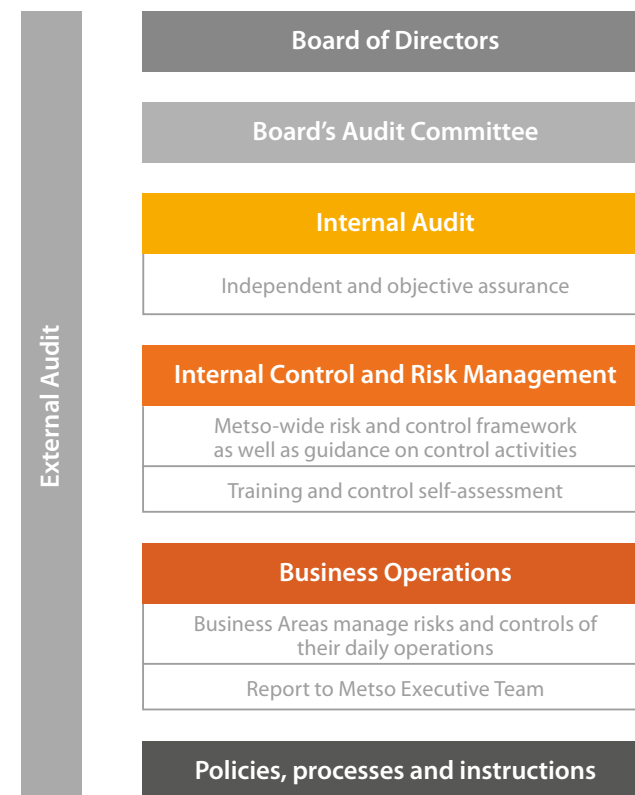 External Audit
Board of Directors
Board’s Audit Committee
Internal Audit
Independent and objective assurance
Internal Control and Risk Management
Metso-wide risk and control framework
as well as guidance on control activities
Training and control self-assessment
Business Operations
Business Areas manage risks and controls of
their daily operations
Report to Metso Executive Team
Policies, processes and instructions